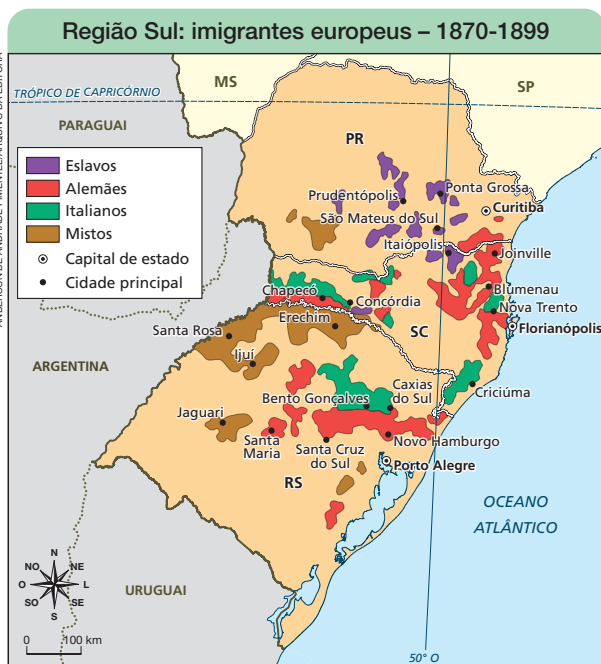 Região Sul: imigrantes europeus – 1870-1899
MS
SP
TRÓPICO DE CAPRICÓRNIO
PARAGUAI
PR
Eslavos
Alemães
Italianos
Mistos
Capital de estado
Cidade principal
Prudentópolis
Ponta Grossa
Curitiba
São Mateus do Sul
Itaiópolis
Joinville
Chapecó
Concórdia
Blumenau
Nova Trento
Florianópolis
Erechim
SC
Santa Rosa
Ijuí
ARGENTINA
Bento Gonçalves
Caxias
do Sul
Criciúma
Jaguari
Santa
Maria
Santa Cruz
do Sul
Novo Hamburgo
Porto Alegre
RS
OCEANO
ATLÂNTICO
N
NO
NE
O
L
SO
SE
S
URUGUAI
0
100 km
50° O